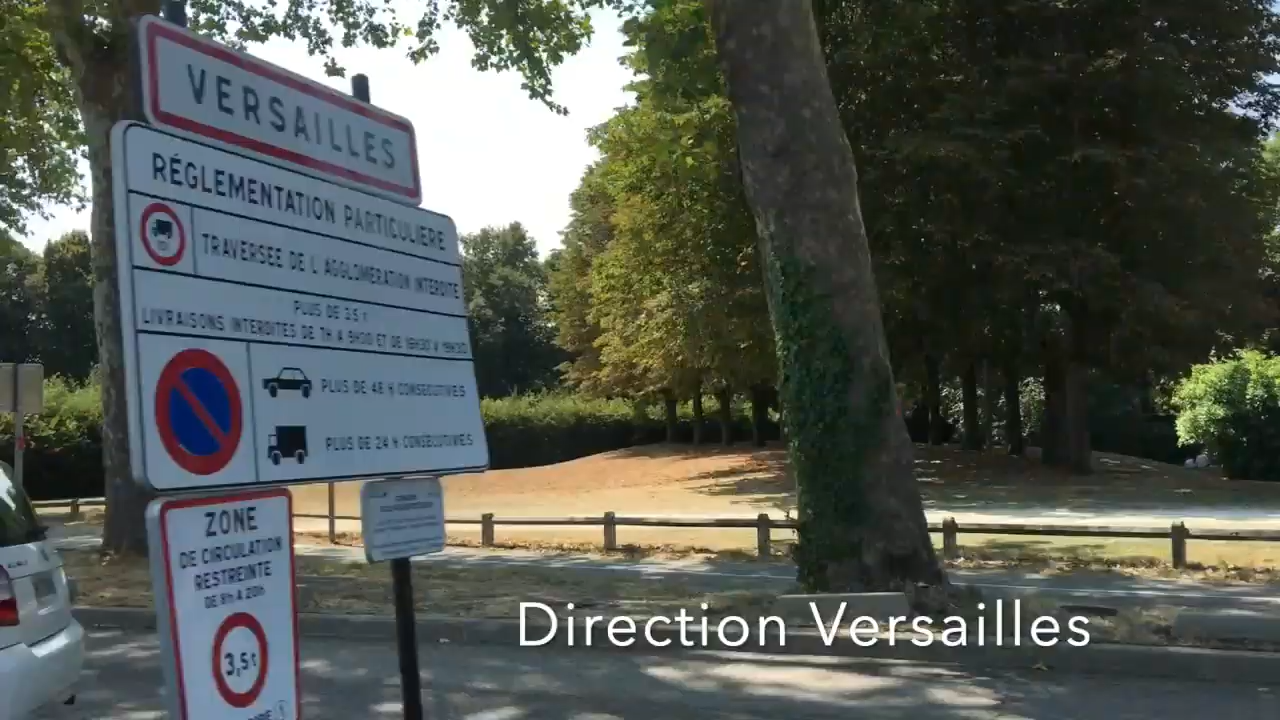 VERSAILLES
RÉGLEMENTATION PARTICULIERE
TRAVERSEE DE L'AGGLOMERATION INTERDITE
PLUS DE 3.5 t
LIVRAISONS INTERDITES DE 7H A 9H30 ET DE 16H30 A 19H30
PLUS DE 48 H CONSECUTIVES
PLUS DE 24 H CONSECUTIVES
ZONE
DE CIRCULATION
RESTREINTE
DE 8h A 20h
3,5t
Direction Versailles